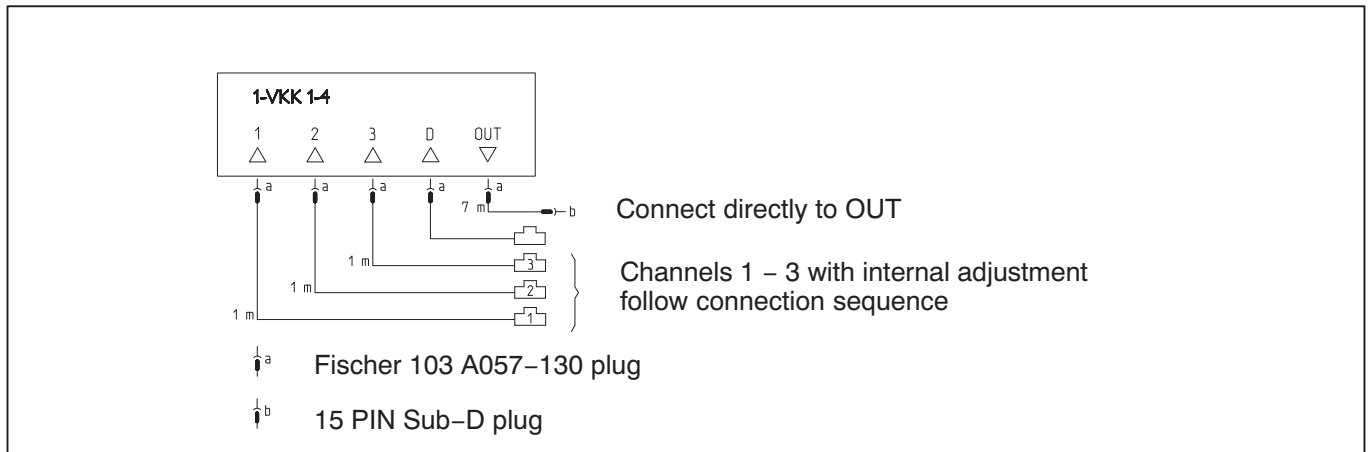 1-VKK 1-4
1 2 3 D OUT
a a a a a
7 m b
Connect directly to OUT
1 m 3
Channels 1 – 3 with internal adjustment
1 m 2
follow connection sequence
1 m 1
a Fischer 103 A057–130 plug
b 15 PIN Sub–D plug